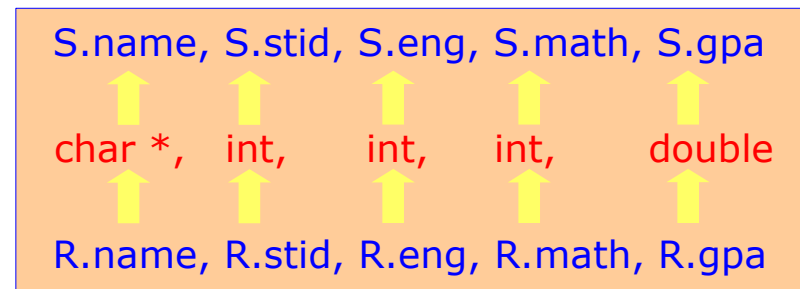 S.name, S.stid, S.eng, S.math, S.gpa
char *, int, int, int, double
R.name, R.stid, R.eng, R.math, R.gpa